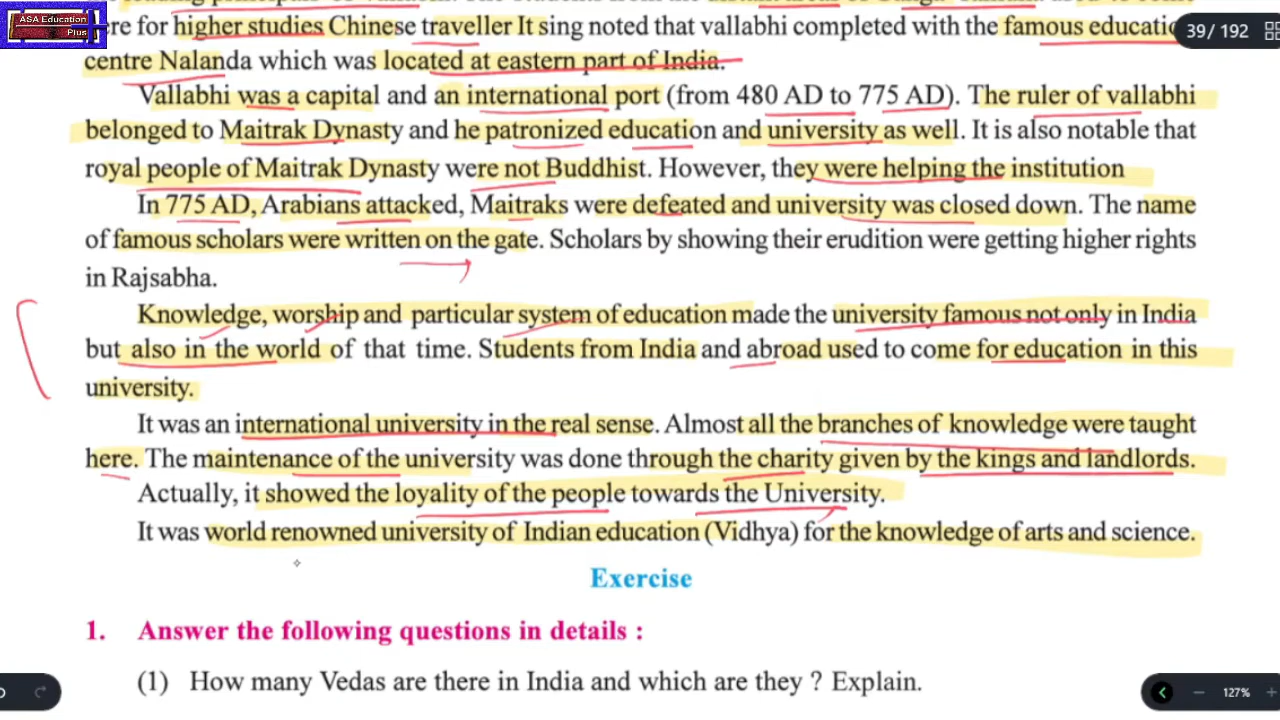 ASA Education
Plus
here for higher studies Chinese traveller It sing noted that vallabhi completed with the famous education
39/ 192
centre Nalanda which was located at eastern part of India.
Vallabhi was a capital and an international port (from 480 AD to 775 AD). The ruler of vallabhi
belonged to Maitrak Dynasty and he patronized education and university as well. It is also notable that
royal people of Maitrak Dynasty were not Buddhist. However, they were helping the institution
In 775 AD, Arabians attacked, Maitraks were defeated and university was closed down. The name
of famous scholars were written on the gate. Scholars by showing their erudition were getting higher rights
in Rajsabha.
Knowledge, worship and particular system of education made the university famous not only in India
but also in the world of that time. Students from India and abroad used to come for education in this
university.
It was an international university in the real sense. Almost all the branches of knowledge were taught
here. The maintenance of the university was done through the charity given by the kings and landlords.
Actually, it showed the loyality of the people towards the University.
It was world renowned university of Indian education (Vidhya) for the knowledge of arts and science.
Exercise
1. Answer the following questions in details :
(1) How many Vedas are there in India and which are they ? Explain.
127%